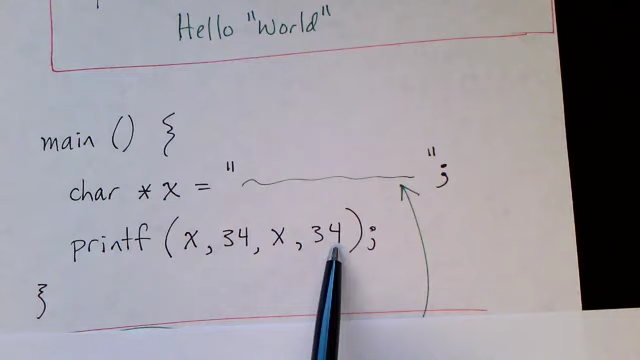 Hello "World"
main () {
char * x = "                    ";
printf (x, 34, x, 34);
}